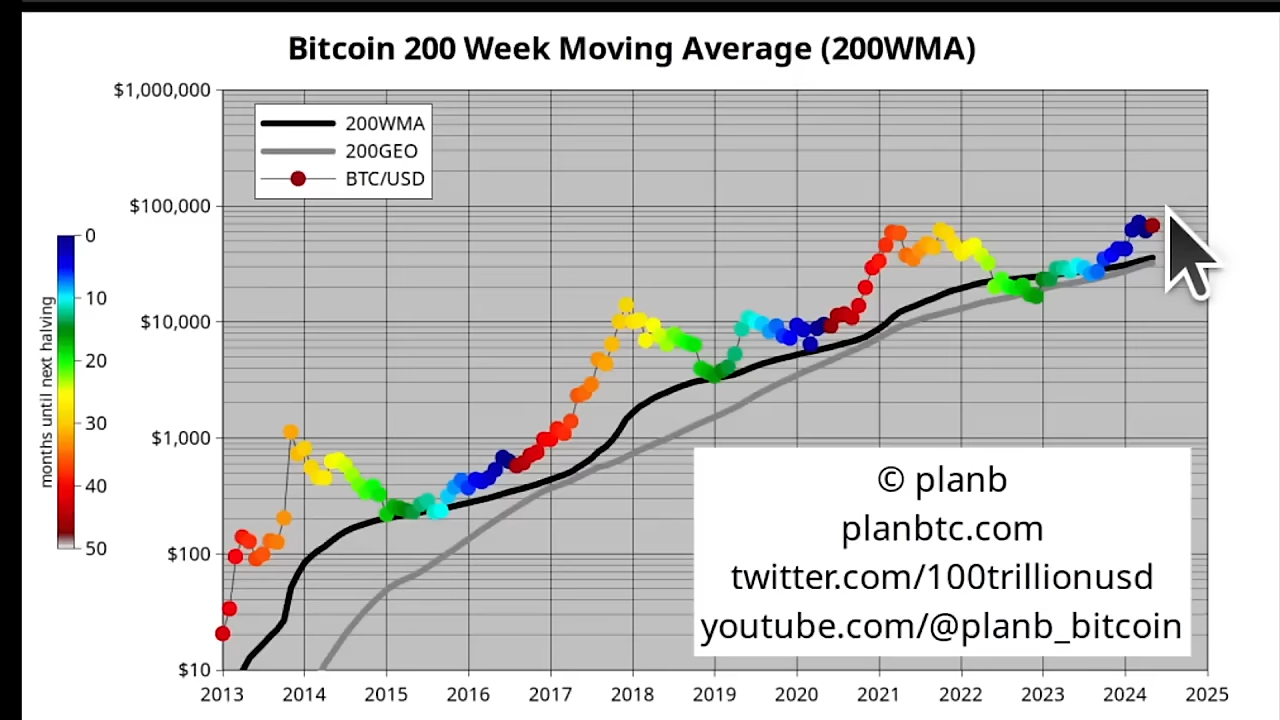 Bitcoin 200 Week Moving Average (200WMA)
$1,000,000
$100,000
$10,000
$1,000
$100
$10
200WMA
200GEO
BTC/USD
months until next halving
0
10
20
30
40
50
© planb
planbtc.com
twitter.com/100trillionusd
youtube.com/@planb_bitcoin
2013 2014 2015 2016 2017 2018 2019 2020 2021 2022 2023 2024 2025